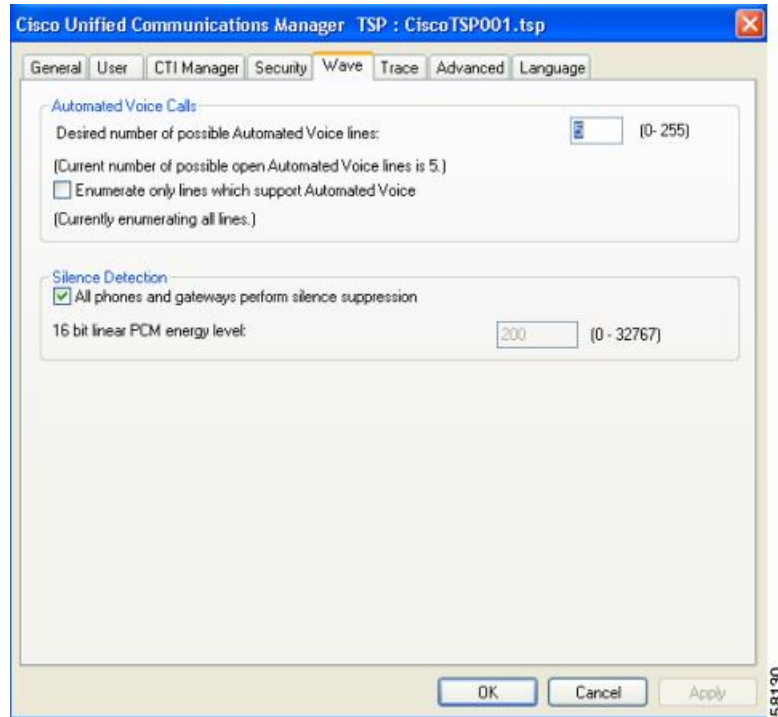 Cisco Unified Communications Manager TSP : CiscoTSP001.tsp
General User CTI Manager Security Wave Trace Advanced Language
Automated Voice Calls
Desired number of possible Automated Voice lines: 5 (0- 255)
(Current number of possible open Automated Voice lines is 5.)
Enumerate only lines which support Automated Voice
(Currently enumerating all lines.)
Silence Detection
All phones and gateways perform silence suppression
16 bit linear PCM energy level: 200 (0 - 32767)
OK Cancel Apply
58130